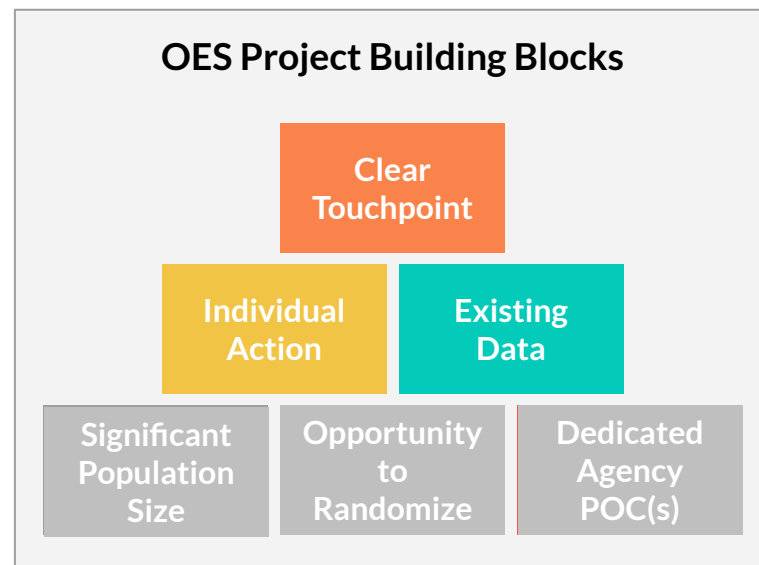 OES Project Building Blocks
Clear
Touchpoint
Individual
Action
Existing
Data
Significant
Population
Size
Opportunity
to
Randomize
Dedicated
Agency
POC(s)